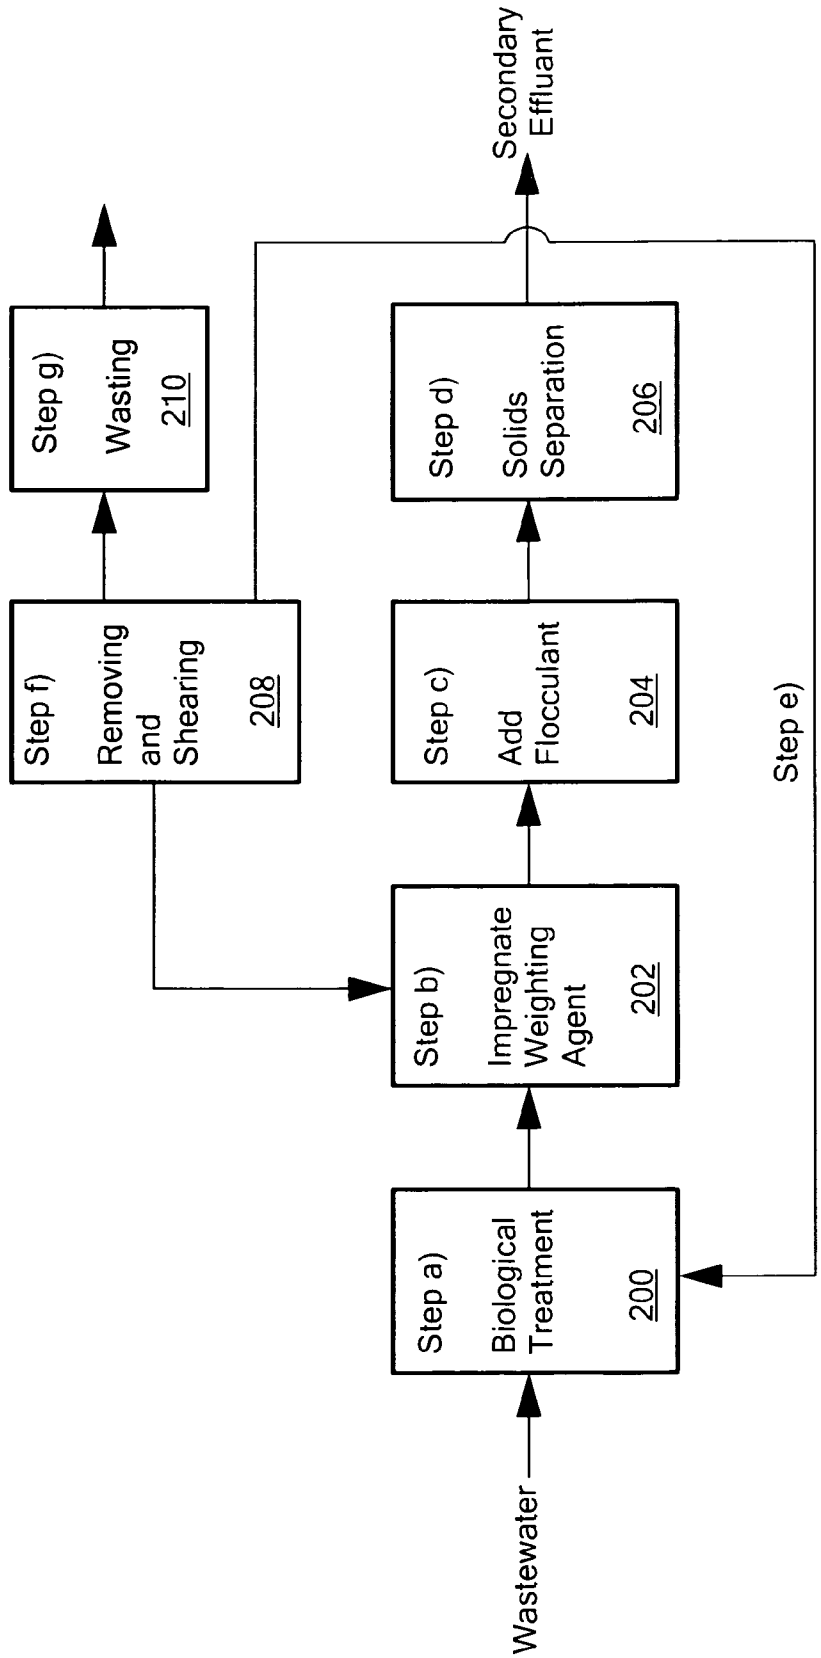 Step f)
Removing
and
Shearing
208
Step g)
Wasting
210
Wastewater
Step a)
Biological
Treatment
200
Step b)
Impregnate
Weighting
Agent
202
Step c)
Add
Flocculant
204
Step d)
Solids
Separation
206
Secondary
Effluant
Step e)